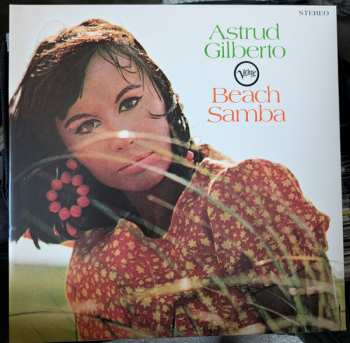 STEREO
Astrud
Gilberto
Verve
Beach
Samba